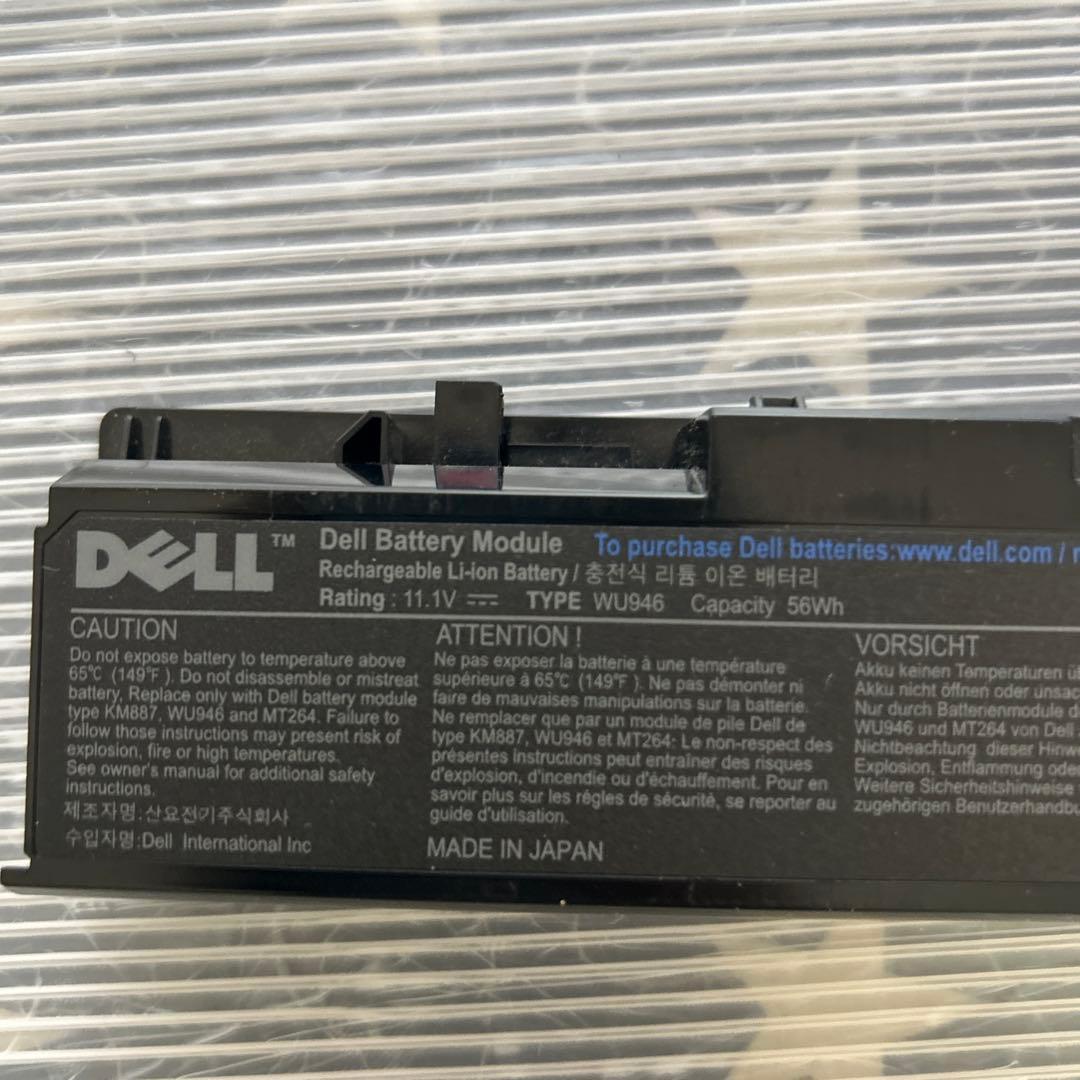 DELL™
Dell Battery Module To purchase Dell batteries:www.dell.com /
Rechargeable Li-ion Battery / 충전식 리튬 이온 배터리
Rating : 11.1V ⎓ TYPE WU946 Capacity 56Wh
CAUTION
Do not expose battery to temperature above
65℃ (149℉). Do not disassemble or mistreat
battery, Replace only with Dell battery module
type KM887, WU946 and MT264. Failure to
follow those instructions may present risk of
explosion, fire or high temperatures.
See owner's manual for additional safety
instructions.
제조자명:산요전기주식회사
수입자명:Dell International Inc
ATTENTION !
Ne pas exposer la batterie à une température
supérieure à 65℃ (149℉). Ne pas démonter ni
faire de mauvaises manipulations sur la batterie.
Ne remplacer que par un module de pile Dell de
type KM887, WU946 et MT264: Le non-respect des
présentes instructions peut entraîner des risques
d'explosion, d'incendie ou d'échauffement. Pour en
savoir plus sur les régles de sécurité, se reporter au
guide d'utilisation.
MADE IN JAPAN
VORSICHT
Akku keinen Temperaturen
Akku nicht öffnen oder
Nur durch Batterienmodule
WU946 und MT264 von Dell
Nichtbeachtung dieser
Explosion, Entflammung
Weitere Sicherheitshinweise
zugehörigen